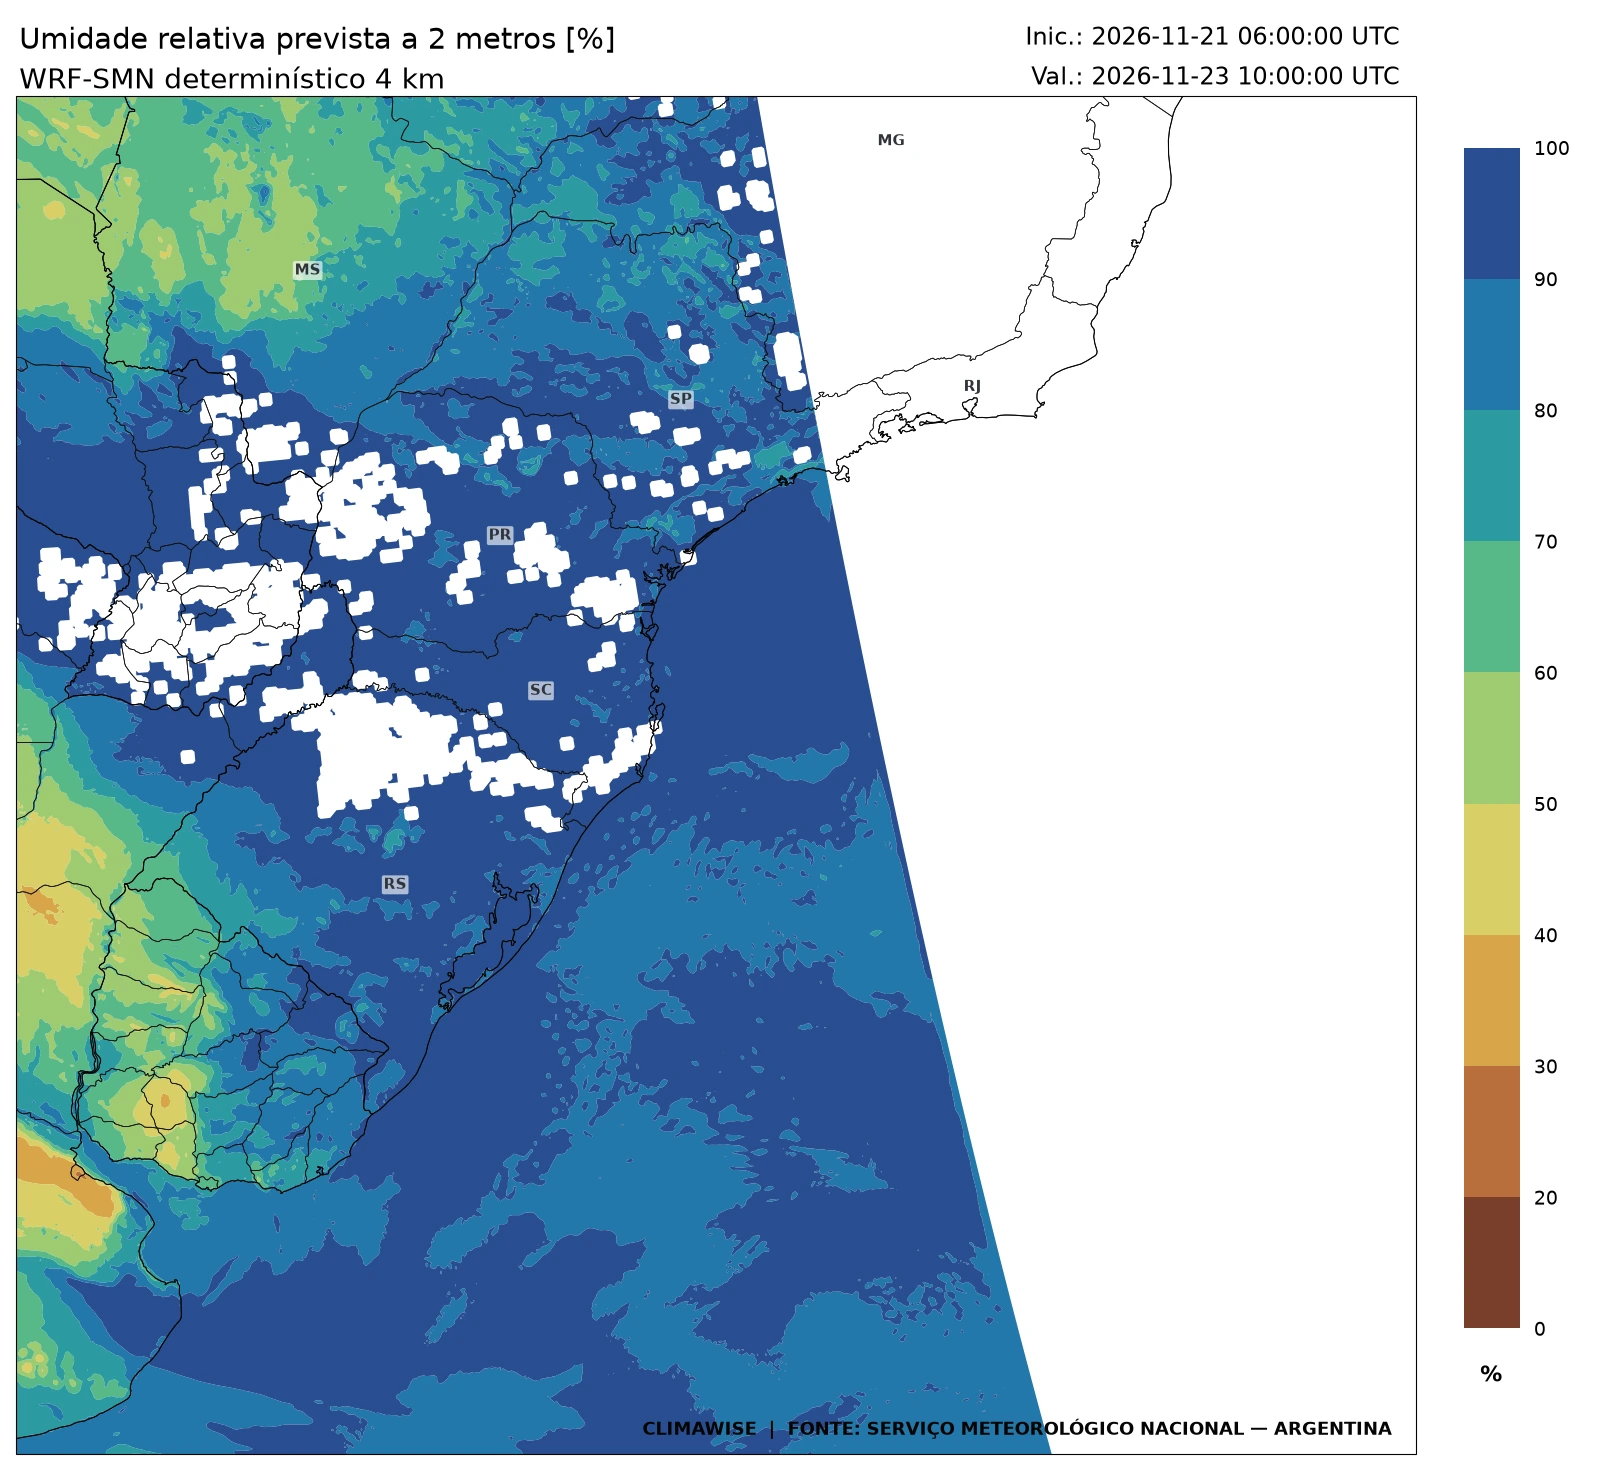 Umidade relativa prevista a 2 metros [%]
WRF-SMN determinístico 4 km
Inic.: 2026-11-21 06:00:00 UTC
Val.: 2026-11-23 10:00:00 UTC
MG
MS
RJ
SP
PR
SC
RS
100
90
80
70
60
50
40
30
20
0
%
CLIMAWISE | FONTE: SERVIÇO METEOROLÓGICO NACIONAL — ARGENTINA